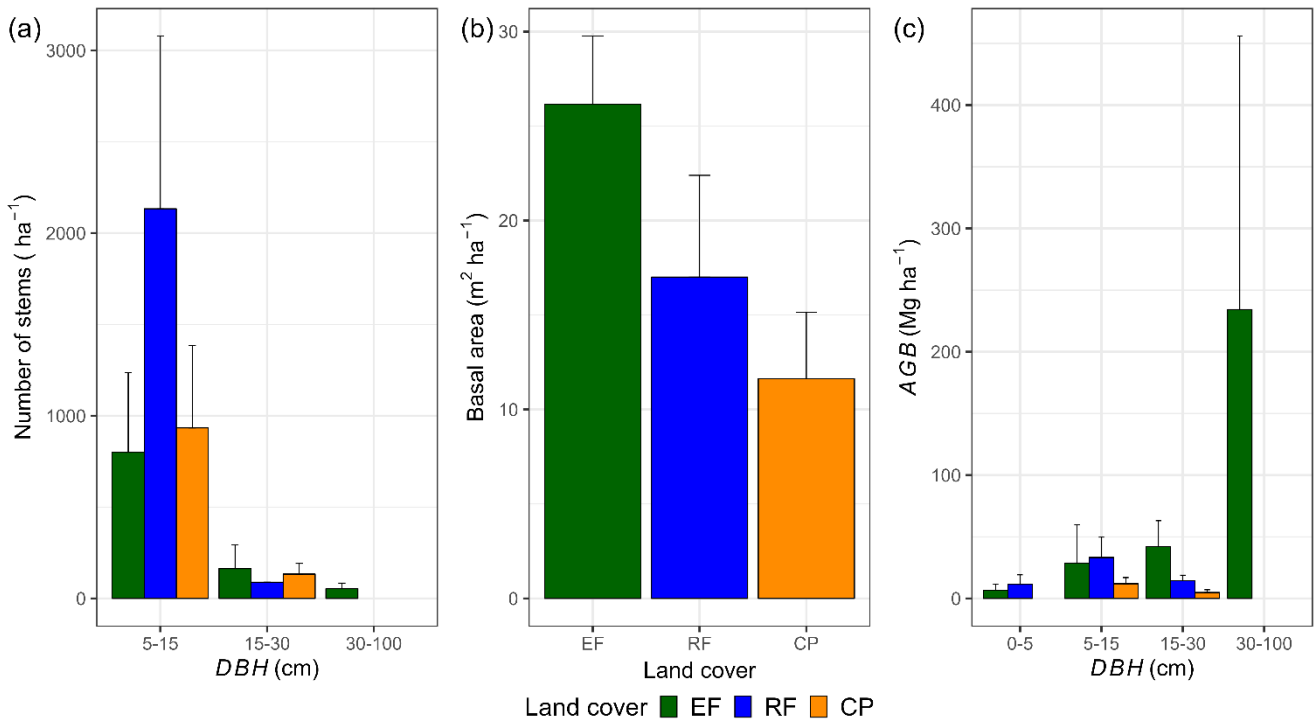 (a)
Number of stems ( ha⁻¹)
3000
2000
1000
0
5-15 15-30 30-100
DBH (cm)
(b)
Basal area (m² ha⁻¹)
30
20
10
0
EF RF CP
Land cover
(c)
AGB (Mg ha⁻¹)
400
300
200
100
0
0-5 5-15 15-30 30-100
DBH (cm)
Land cover EF RF CP